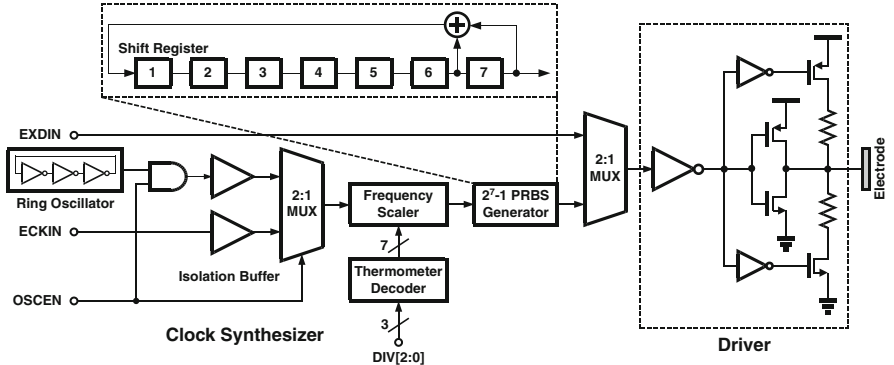 Shift Register
1 2 3 4 5 6 7
EXDIN
Ring Oscillator
ECKIN
Isolation Buffer
OSCEN
Clock Synthesizer
2:1
MUX
Frequency
Scaler
7
Thermometer
Decoder
3
DIV[2:0]
2⁷-1 PRBS
Generator
2:1
MUX
Driver
Electrode